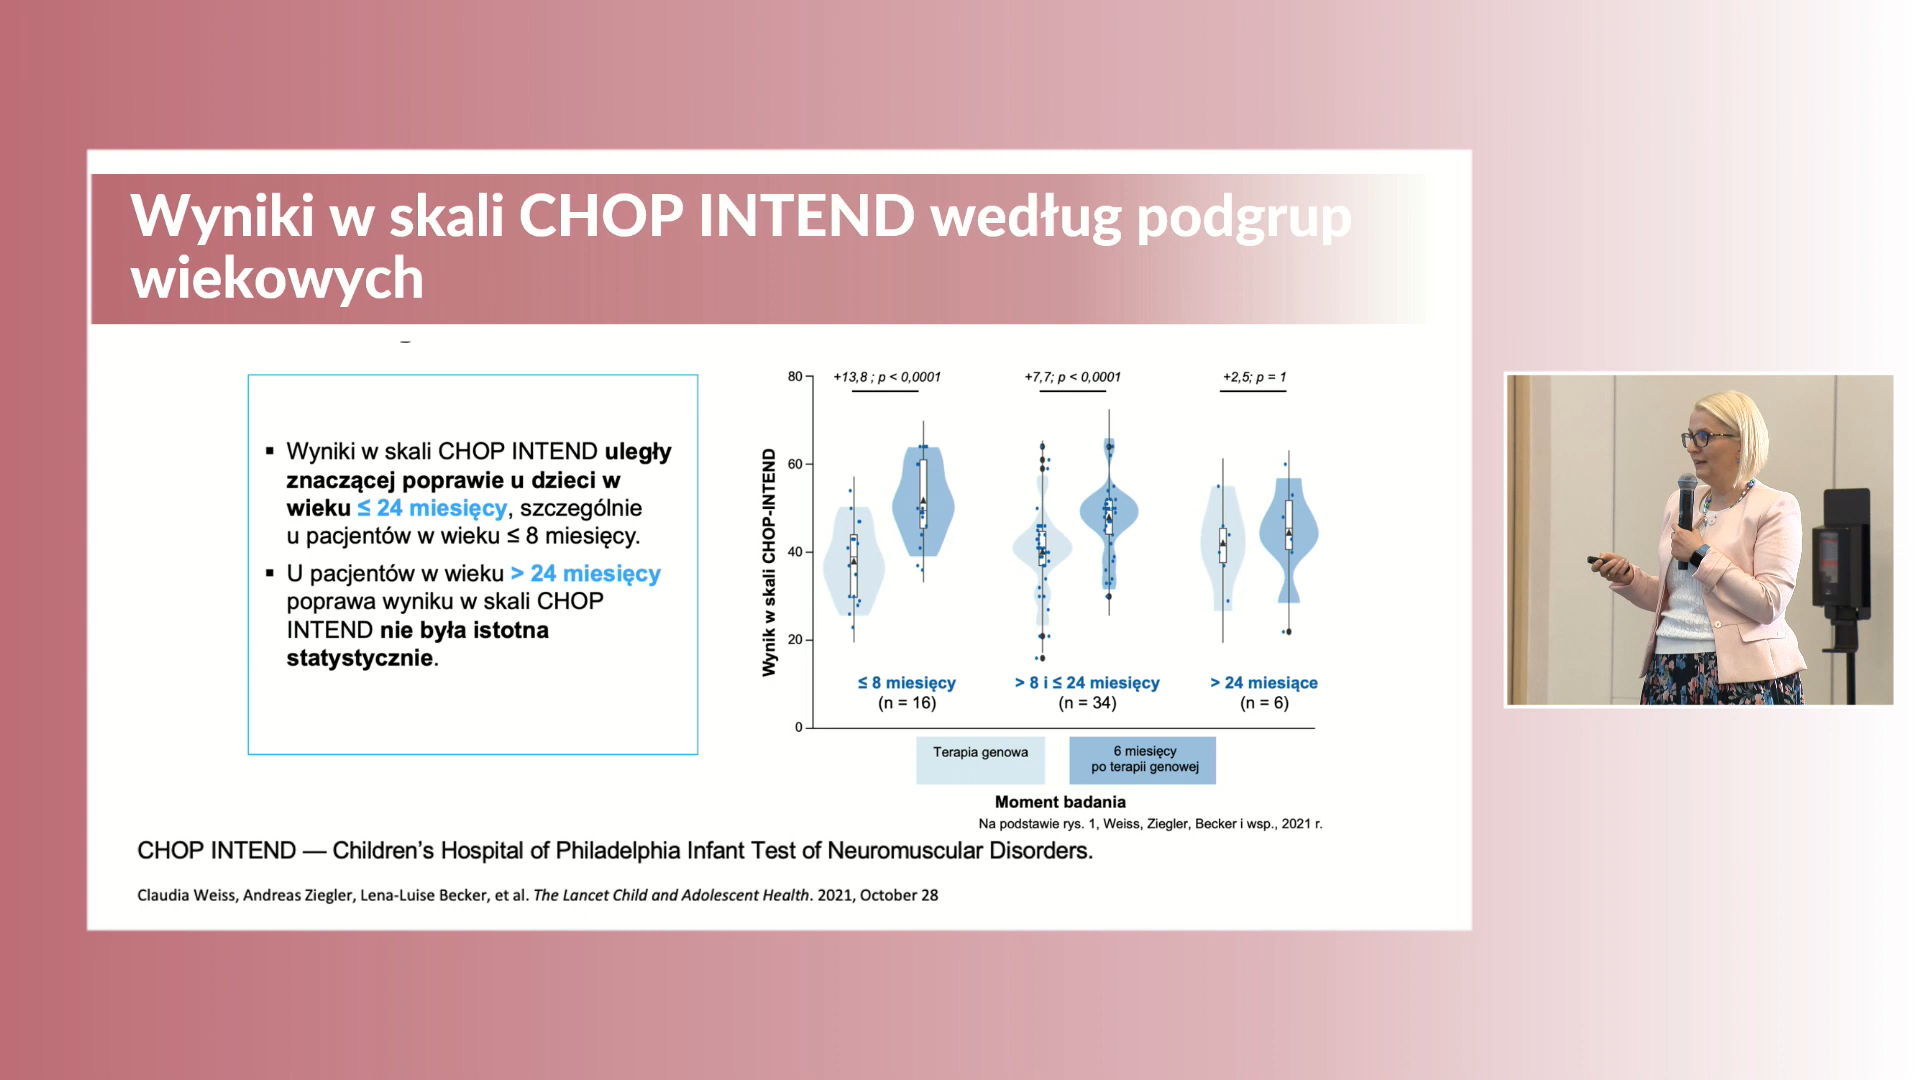 Wyniki w skali CHOP INTEND według podgrup
wiekowych
▪ Wyniki w skali CHOP INTEND uległy
znaczącej poprawie u dzieci w
wieku ≤ 24 miesięcy, szczególnie
u pacjentów w wieku ≤ 8 miesięcy.
▪ U pacjentów w wieku > 24 miesięcy
poprawa wyniku w skali CHOP
INTEND nie była istotna
statystycznie.
Wynik w skali CHOP-INTEND
80
60
40
20
0
+13,8 ; p < 0,0001
+7,7; p < 0,0001
+2,5; p = 1
≤ 8 miesięcy
(n = 16)
> 8 i ≤ 24 miesięcy
(n = 34)
> 24 miesiące
(n = 6)
Terapia genowa
6 miesięcy
po terapii genowej
Moment badania
Na podstawie rys. 1, Weiss, Ziegler, Becker i wsp., 2021 r.
CHOP INTEND — Children’s Hospital of Philadelphia Infant Test of Neuromuscular Disorders.
Claudia Weiss, Andreas Ziegler, Lena-Luise Becker, et al. The Lancet Child and Adolescent Health. 2021, October 28